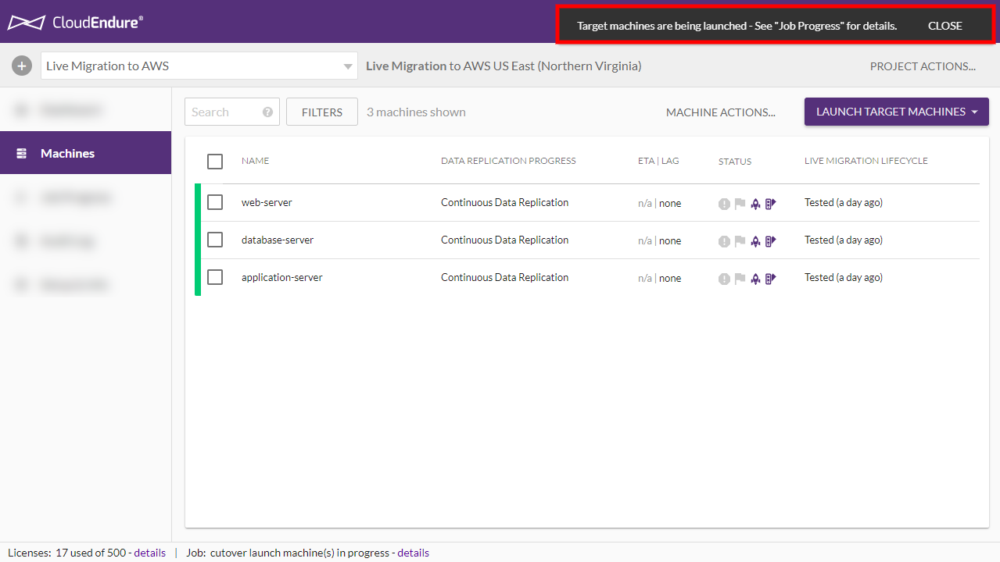 CloudEndure®
Target machines are being launched - See "Job Progress" for details. CLOSE
Live Migration to AWS
Live Migration to AWS US East (Northern Virginia)
PROJECT ACTIONS...
Machines
Search ?
FILTERS
3 machines shown
MACHINE ACTIONS...
LAUNCH TARGET MACHINES
NAME DATA REPLICATION PROGRESS ETA | LAG STATUS LIVE MIGRATION LIFECYCLE
web-server Continuous Data Replication n/a | none Tested (a day ago)
database-server Continuous Data Replication n/a | none Tested (a day ago)
application-server Continuous Data Replication n/a | none Tested (a day ago)
Licenses: 17 used of 500 - details | Job: cutover launch machine(s) in progress - details